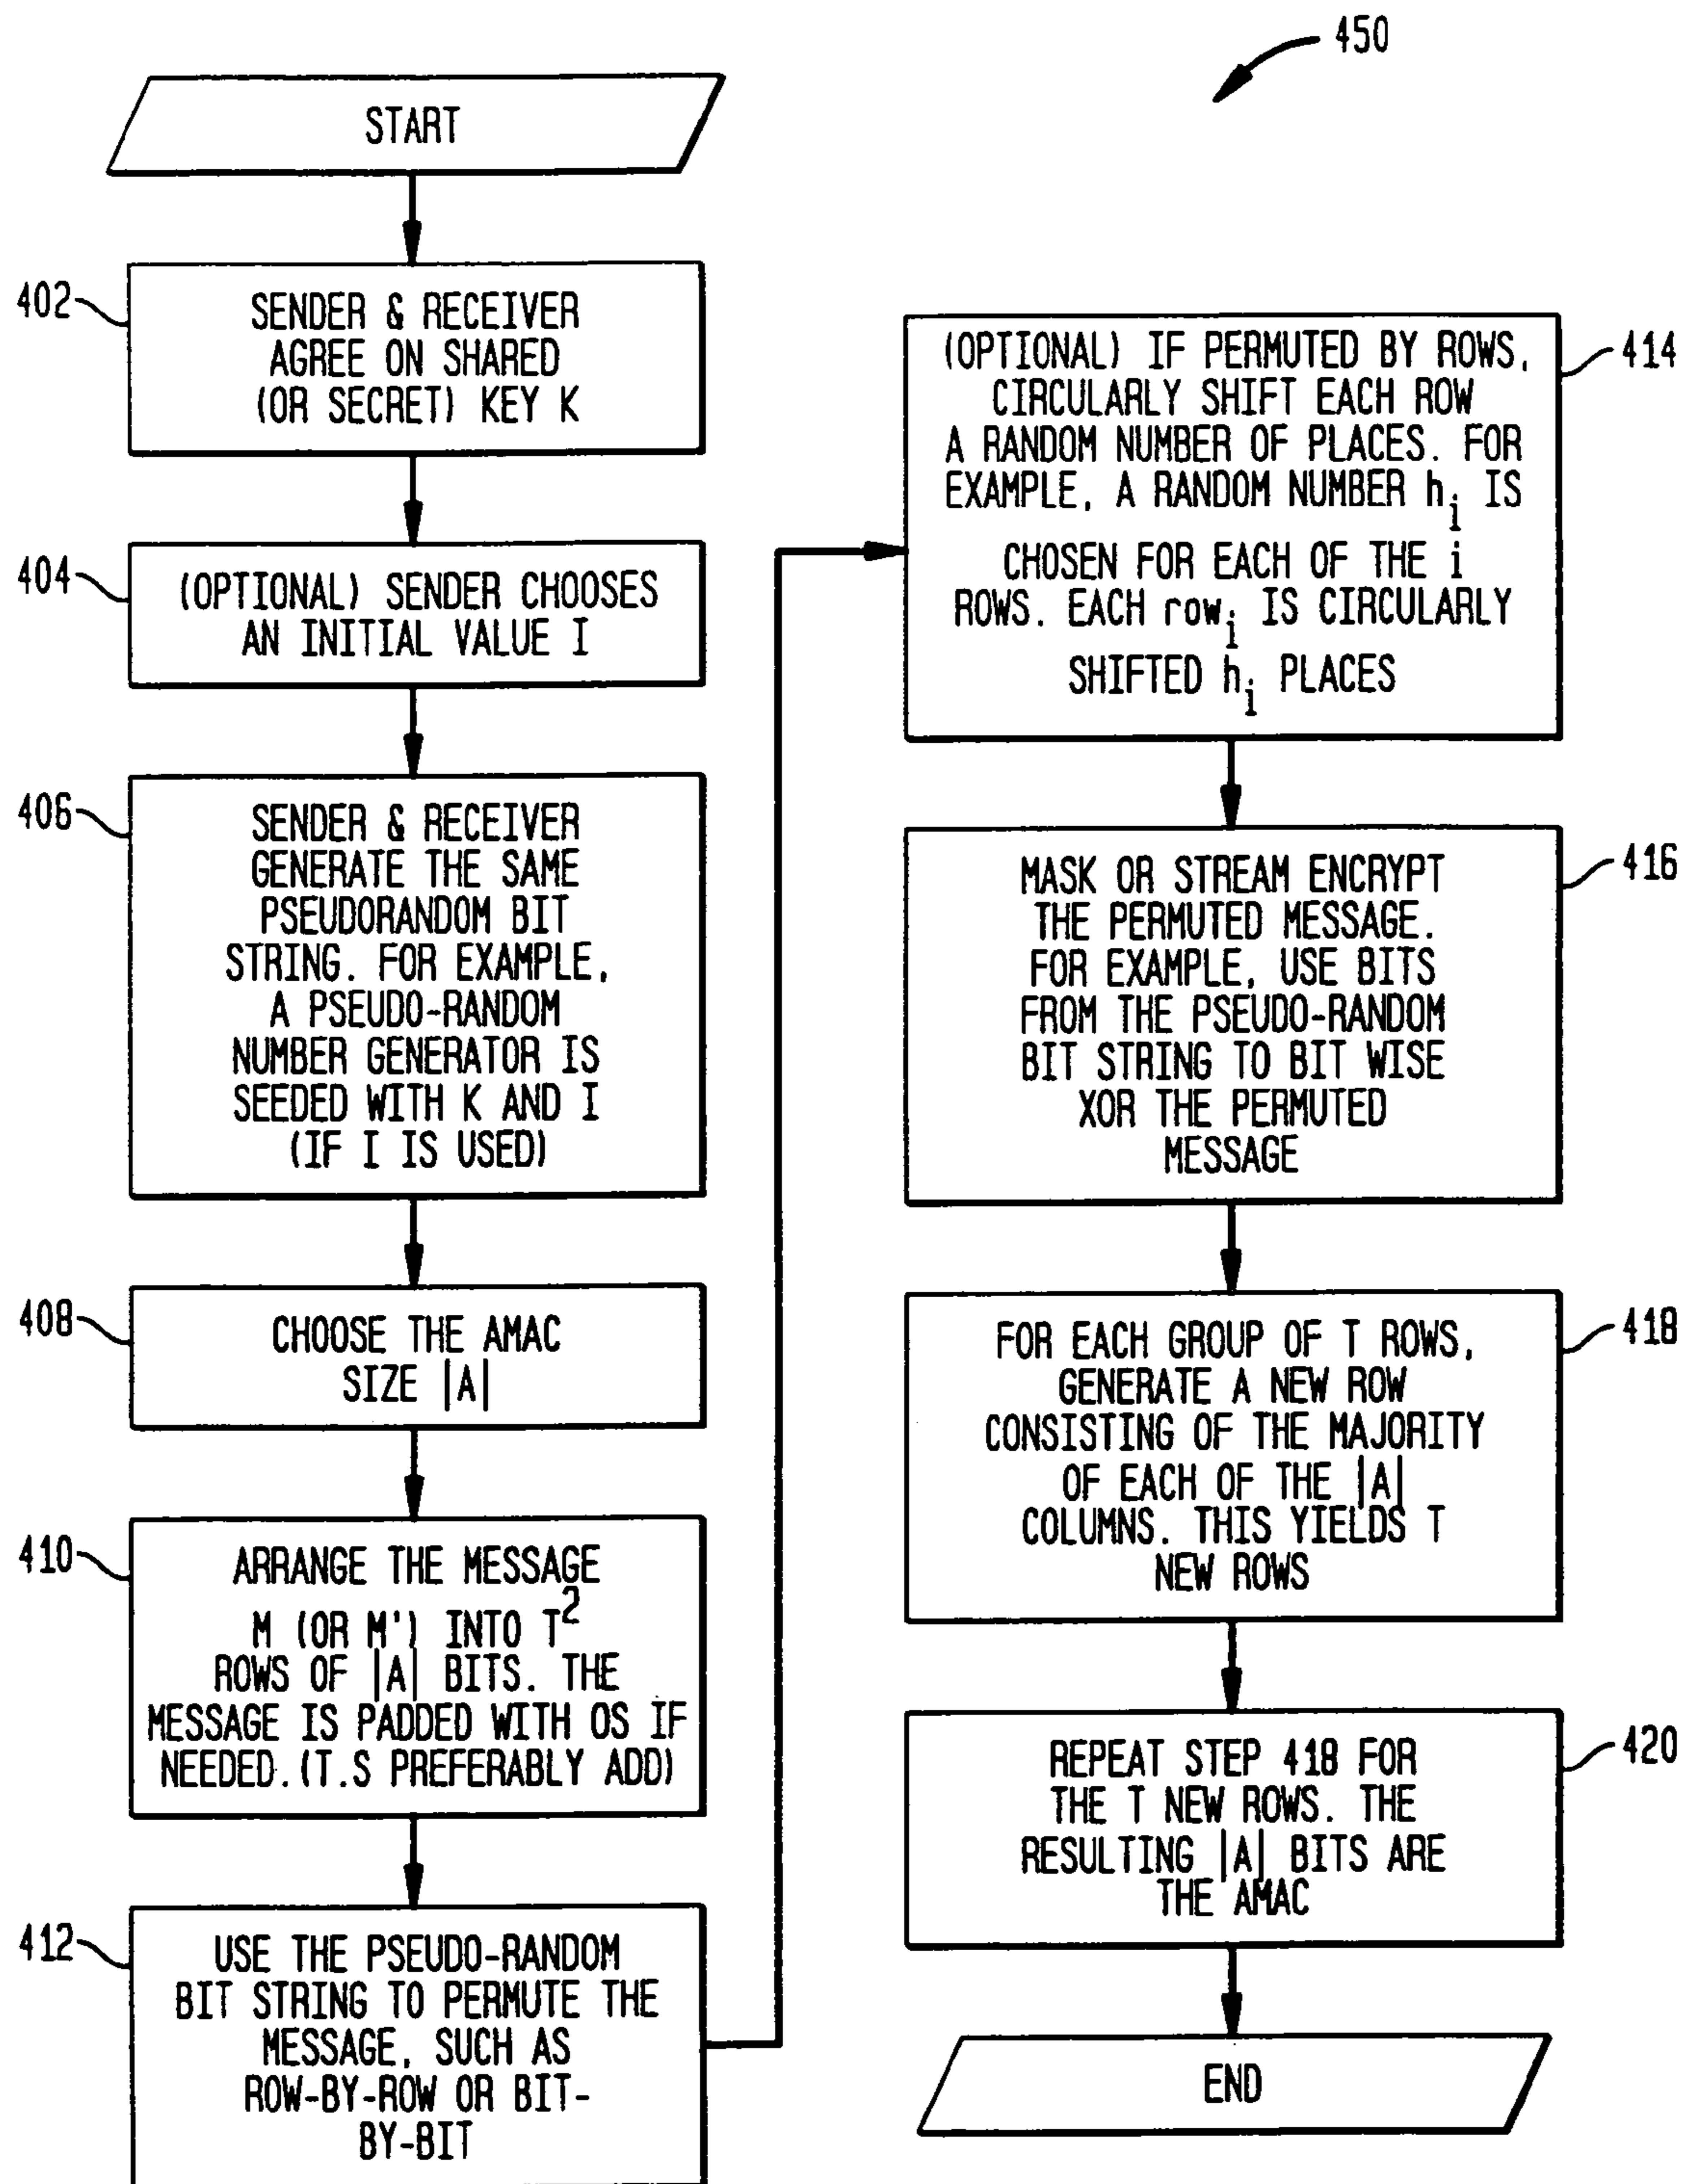 450
START
402
SENDER & RECEIVER
AGREE ON SHARED
(OR SECRET) KEY K
404
(OPTIONAL) SENDER CHOOSES
AN INITIAL VALUE I
406
SENDER & RECEIVER
GENERATE THE SAME
PSEUDORANDOM BIT
STRING. FOR EXAMPLE,
A PSEUDO-RANDOM
NUMBER GENERATOR IS
SEEDED WITH K AND I
(IF I IS USED)
408
CHOOSE THE AMAC
SIZE |A|
410
ARRANGE THE MESSAGE
M (OR M') INTO T²
ROWS OF |A| BITS. THE
MESSAGE IS PADDED WITH 0S IF
NEEDED.(T.S PREFERABLY ADD)
412
USE THE PSEUDO-RANDOM
BIT STRING TO PERMUTE THE
MESSAGE, SUCH AS
ROW-BY-ROW OR BIT-
BY-BIT
414
(OPTIONAL) IF PERMUTED BY ROWS,
CIRCULARLY SHIFT EACH ROW
A RANDOM NUMBER OF PLACES. FOR
EXAMPLE, A RANDOM NUMBER hᵢ IS
CHOSEN FOR EACH OF THE i
ROWS. EACH rowᵢ IS CIRCULARLY
SHIFTED hᵢ PLACES
416
MASK OR STREAM ENCRYPT
THE PERMUTED MESSAGE.
FOR EXAMPLE, USE BITS
FROM THE PSEUDO-RANDOM
BIT STRING TO BIT WISE
XOR THE PERMUTED
MESSAGE
418
FOR EACH GROUP OF T ROWS,
GENERATE A NEW ROW
CONSISTING OF THE MAJORITY
OF EACH OF THE |A|
COLUMNS. THIS YIELDS T
NEW ROWS
420
REPEAT STEP 418 FOR
THE T NEW ROWS. THE
RESULTING |A| BITS ARE
THE AMAC
END